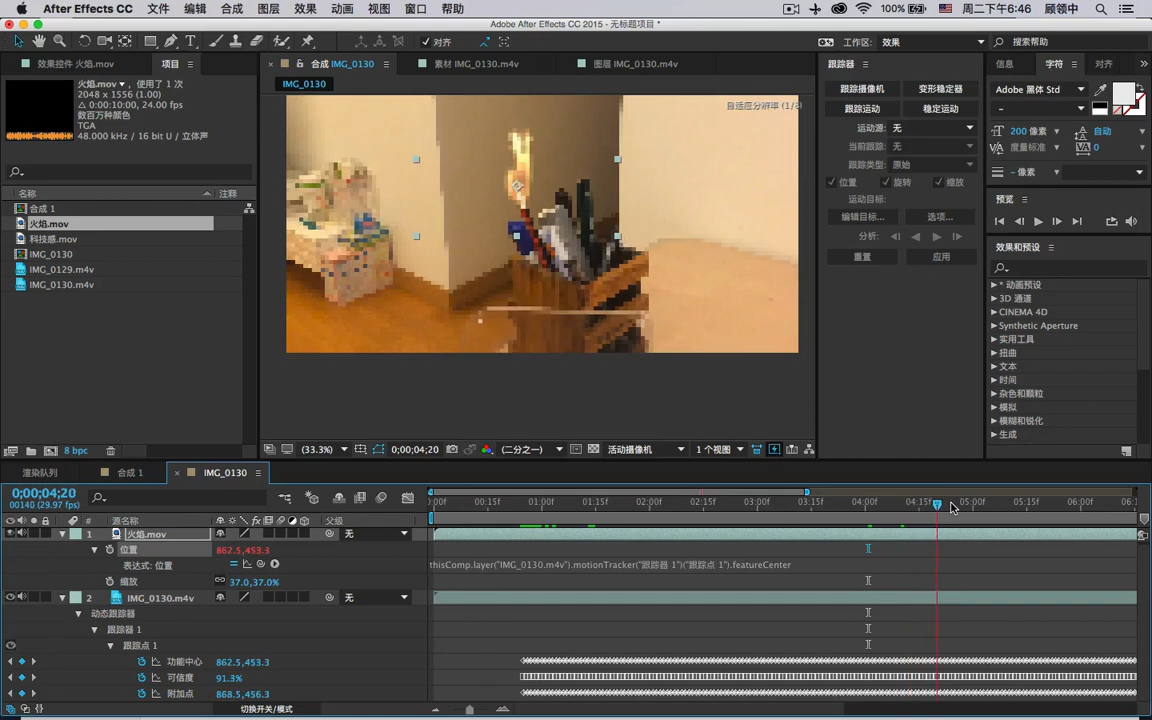 After Effects CC 文件 编辑 合成 图层 效果 动画 视图 窗口 帮助 100% 周二下午6:46 顾领中
Adobe After Effects CC 2015 - 无标题项目 *
对齐 工作区: 效果 搜索帮助
效果控件 火焰.mov 项目
火焰.mov ▾, 使用了 1 次
2048 x 1556 (1.00)
Δ 0:00:10:00, 24.00 fps
数百万种颜色
TGA
48.000 kHz / 16 bit U / 立体声
名称 注释
合成 1
火焰.mov
科技感.mov
IMG_0130
IMG_0129.m4v
IMG_0130.m4v
8 bpc
合成 IMG_0130 素材 IMG_0130.m4v 图层 IMG_0130.m4v
IMG_0130
自适应分辨率 (1/8)
(33.3%) 0;00;04;20 (二分之一) 活动摄像机 1 个视图
跟踪器
跟踪摄像机 变形稳定器
跟踪运动 稳定运动
运动源: 无
当前跟踪: 无
跟踪类型: 原始
位置 旋转 缩放
运动目标:
编辑目标... 选项...
分析:
重置 应用
信息 字符 对齐
Adobe 黑体 Std
-
200 像素 自动
度量标准 0
- 像素
预览
效果和预设
* 动画预设
3D 通道
CINEMA 4D
Synthetic Aperture
实用工具
扭曲
文本
时间
杂色和颗粒
模拟
模糊和锐化
生成
渲染队列 合成 1 IMG_0130
0;00;04;20
00140 (29.97 fps)
:00f 00:15f 01:00f 01:15f 02:00f 02:15f 03:00f 03:15f 04:00f 04:15f 05:00f 05:15f 06:00f 06:1
# 源名称 父级
1 火焰.mov 无
位置 862.5,453.3
表达式: 位置 thisComp.layer("IMG_0130.m4v").motionTracker("跟踪器 1")("跟踪点 1").featureCenter
缩放 37.0,37.0%
2 IMG_0130.m4v 无
动态跟踪器
跟踪器 1
跟踪点 1
功能中心 862.5,453.3
可信度 91.3%
附加点 868.5,456.3
切换开关/模式